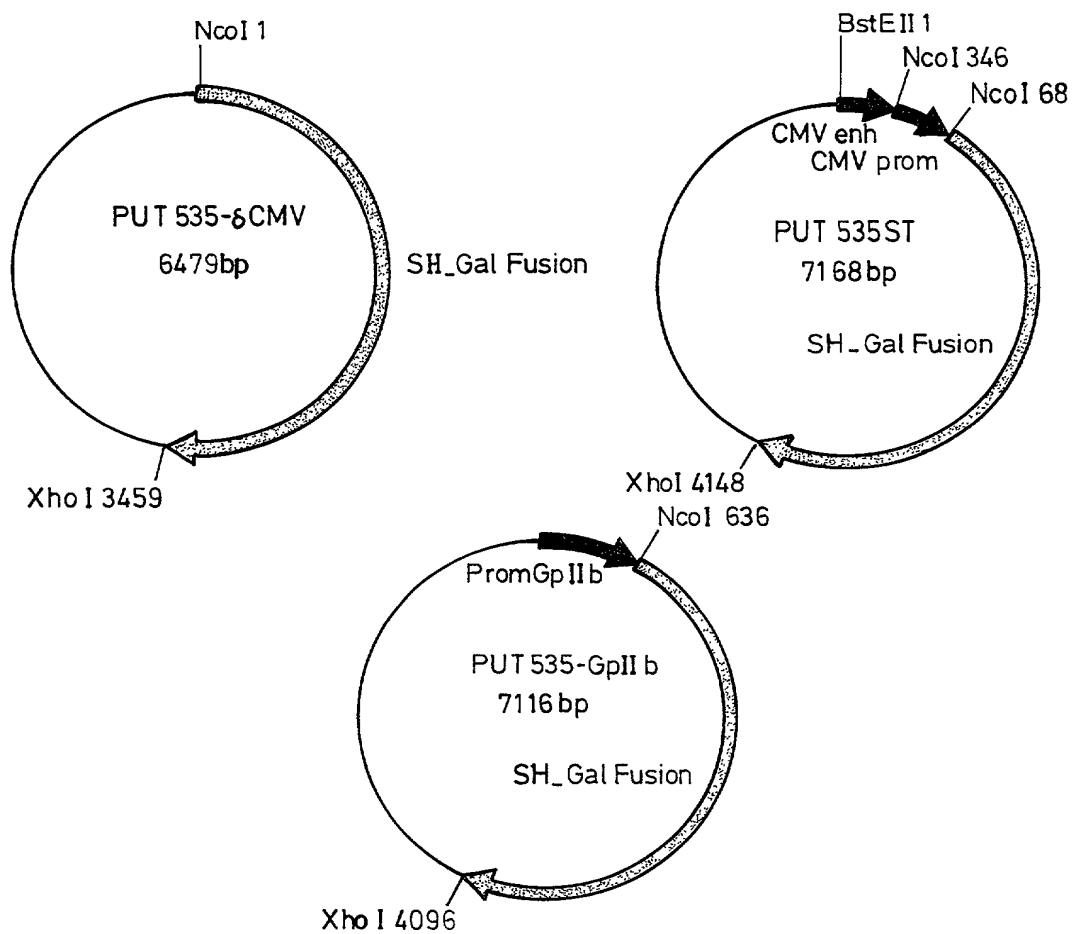 NcoI 1
PUT 535-δCMV
6479bp
SH_Gal Fusion
XhoI 3459
BstEII 1
NcoI 346
NcoI 68
CMV enh
CMV prom
PUT 535ST
7168bp
SH_Gal Fusion
XhoI 4148
NcoI 636
PromGpIIb
PUT 535-GpIIb
7116bp
SH_Gal Fusion
XhoI 4096